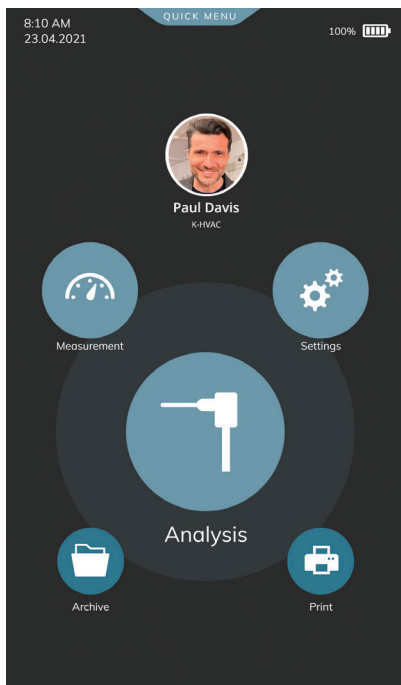 QUICK MENU
8:10 AM
23.04.2021
100%
Paul Davis
K-HVAC
Measurement
Settings
Analysis
Archive
Print